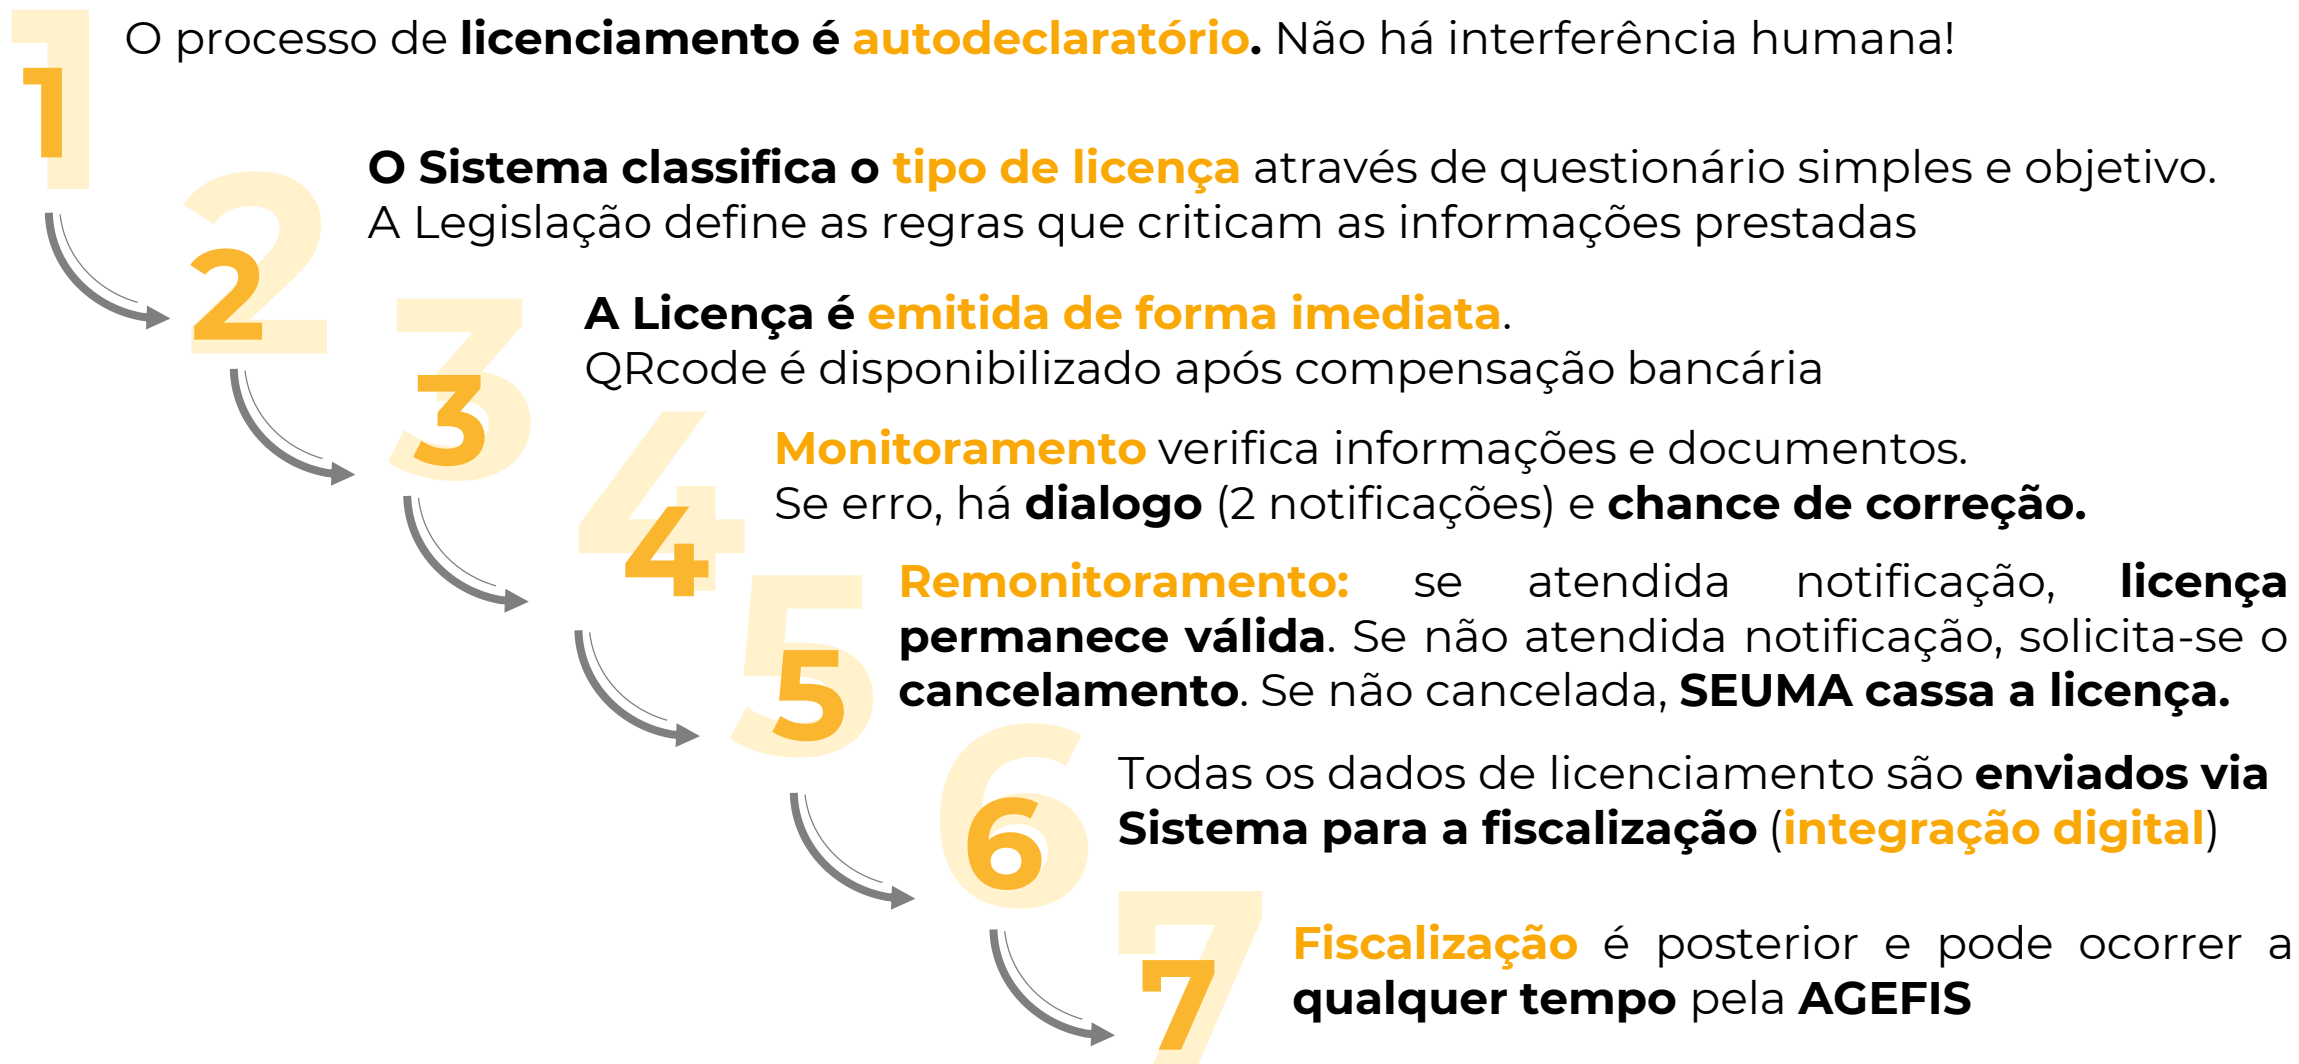 1
O processo de licenciamento é autodeclaratório. Não há interferência humana!
2
O Sistema classifica o tipo de licença através de questionário simples e objetivo.
A Legislação define as regras que criticam as informações prestadas
3
A Licença é emitida de forma imediata.
QRcode é disponibilizado após compensação bancária
4
Monitoramento verifica informações e documentos.
Se erro, há dialogo (2 notificações) e chance de correção.
5
Remonitoramento: se atendida notificação, licença
permanece válida. Se não atendida notificação, solicita-se o
cancelamento. Se não cancelada, SEUMA cassa a licença.
6
Todas os dados de licenciamento são enviados via
Sistema para a fiscalização (integração digital)
7
Fiscalização é posterior e pode ocorrer a
qualquer tempo pela AGEFIS